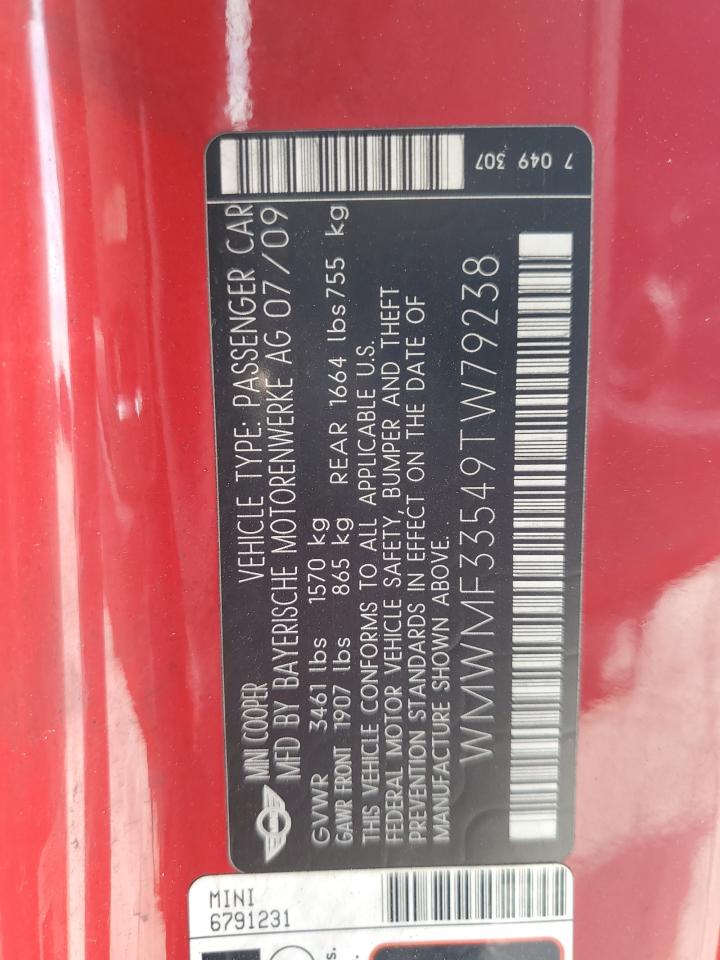 MINI COOPER VEHICLE TYPE: PASSENGER CAR
MFD BY BAYERISCHE MOTORENWERKE AG 07/09
GVWR 3461 lbs 1570 kg
GAWR FRONT 1907 lbs 865 kg REAR 1664 lbs 755 kg
THIS VEHICLE CONFORMS TO ALL APPLICABLE U.S.
FEDERAL MOTOR VEHICLE SAFETY, BUMPER AND THEFT
PREVENTION STANDARDS IN EFFECT ON THE DATE OF
MANUFACTURE SHOWN ABOVE.
WMWMF33549TW79238
7 049 307
MINI
6791231
s.